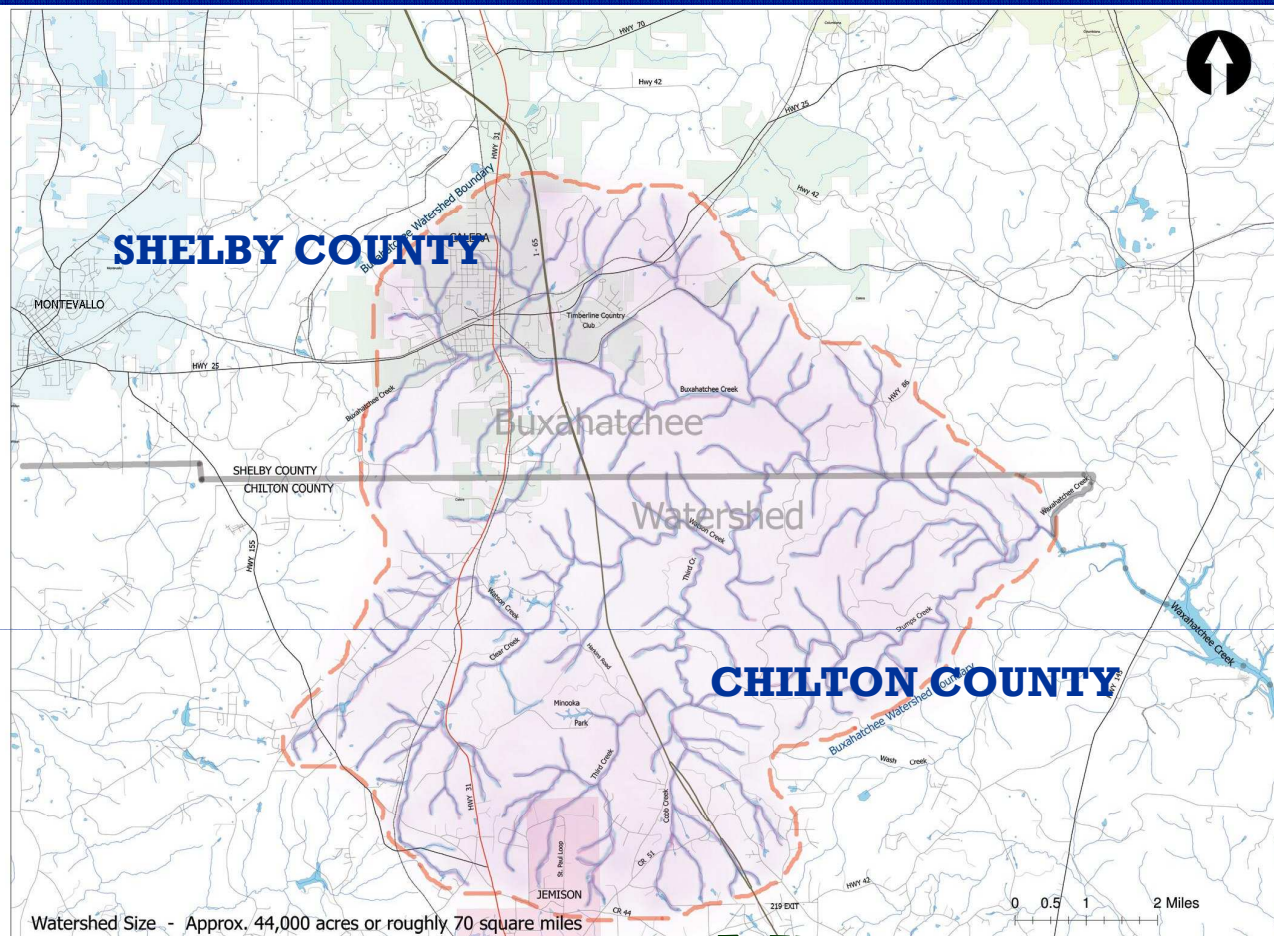 HWY 70
Hwy 42
HWY 25
HWY 31
Hwy 42
Buxahatchee Watershed Boundary
SHELBY COUNTY
CALERA
I - 65
MONTEVALLO
Timberline Country
Club
HWY 25
Buxahatchee Creek
Buxahatchee Creek
HWY 86
Buxahatchee
SHELBY COUNTY
CHILTON COUNTY
Waxahatchee Creek
Watershed
Watson Creek
HWY 155
Third Cr.
Watson Creek
Stumps Creek
Waxahatchee Creek
Clear Creek
Harkins Road
CHILTON COUNTY
HWY 145
Minooka
Park
Buxahatchee Watershed Boundary
Wash Creek
Third Creek
HWY 31
Cobb Creek
St. Paul Loop
CR 51
HWY 42
JEMISON
219 EXIT
CR 44
0 0.5 1 2 Miles
Watershed Size - Approx. 44,000 acres or roughly 70 square miles